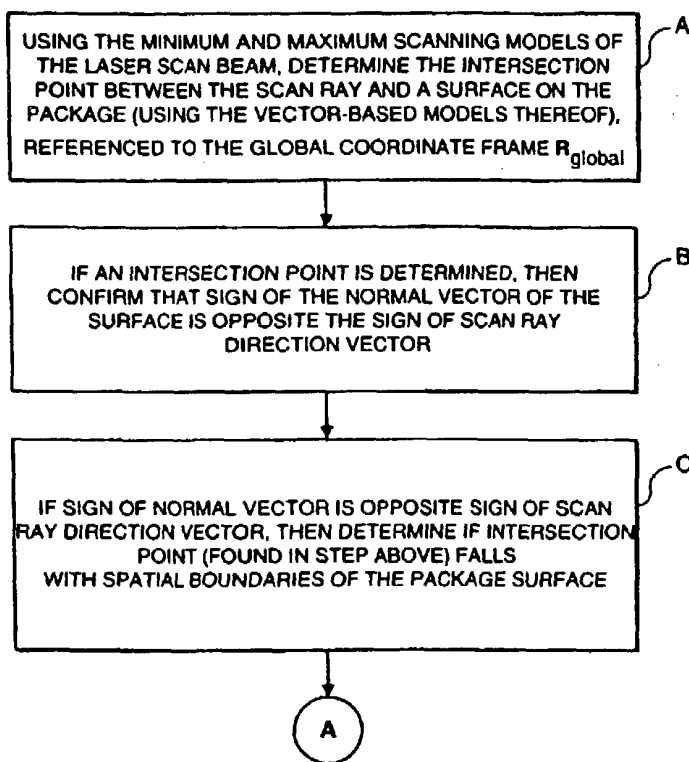 A
USING THE MINIMUM AND MAXIMUM SCANNING MODELS OF
THE LASER SCAN BEAM, DETERMINE THE INTERSECTION
POINT BETWEEN THE SCAN RAY AND A SURFACE ON THE
PACKAGE (USING THE VECTOR-BASED MODELS THEREOF),
REFERENCED TO THE GLOBAL COORDINATE FRAME Rglobal
B
IF AN INTERSECTION POINT IS DETERMINED, THEN
CONFIRM THAT SIGN OF THE NORMAL VECTOR OF THE
SURFACE IS OPPOSITE THE SIGN OF SCAN RAY
DIRECTION VECTOR
C
IF SIGN OF NORMAL VECTOR IS OPPOSITE SIGN OF SCAN
RAY DIRECTION VECTOR, THEN DETERMINE IF INTERSECTION
POINT (FOUND IN STEP ABOVE) FALLS
WITH SPATIAL BOUNDARIES OF THE PACKAGE SURFACE
A